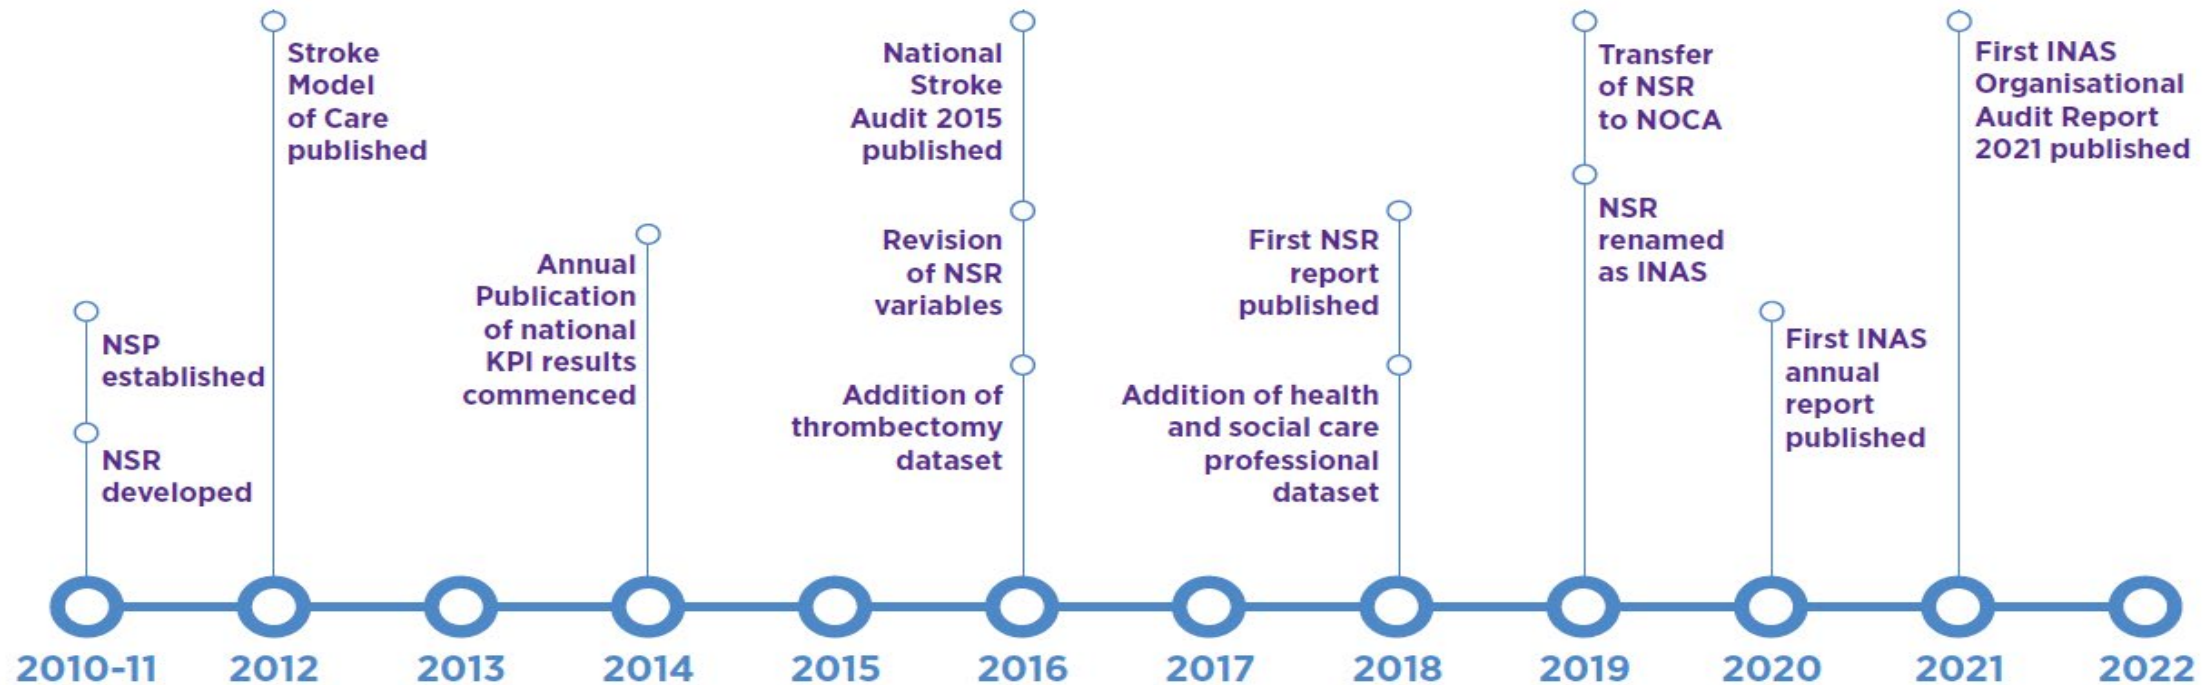 Stroke
Model
of Care
published
National
Stroke
Audit 2015
published
Transfer
of NSR
to NOCA
First INAS
Organisational
Audit Report
2021 published
NSR
renamed
as INAS
Annual
Publication
of national
KPI results
commenced
Revision
of NSR
variables
First NSR
report
published
NSP
established
First INAS
annual
report
published
Addition of
thrombectomy
dataset
Addition of health
and social care
professional
dataset
NSR
developed
2010-11
2012
2013
2014
2015
2016
2017
2018
2019
2020
2021
2022